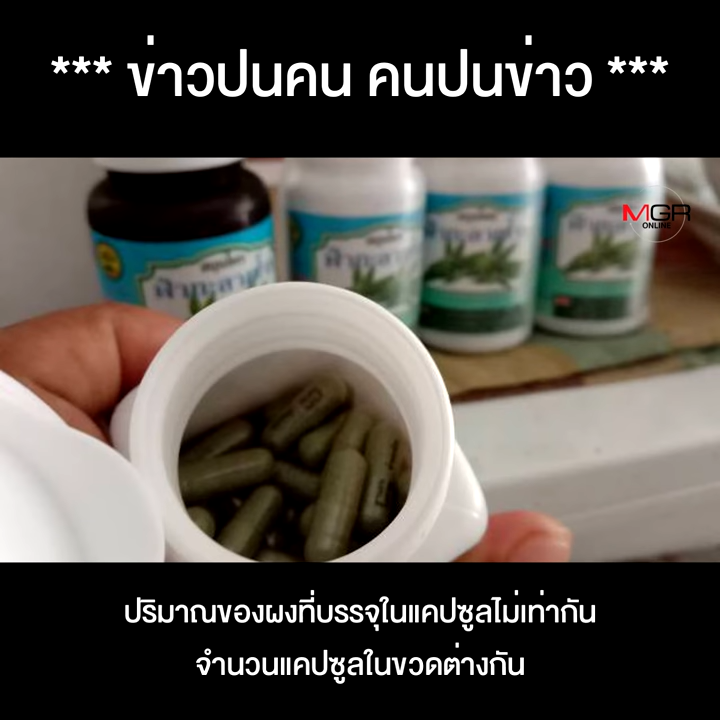 *** ข่าวปนคน คนปนข่าว ***
MGR
ONLINE
ปริมาณของผงที่บรรจุในแคปซูลไม่เท่ากัน
จำนวนแคปซูลในขวดต่างกัน